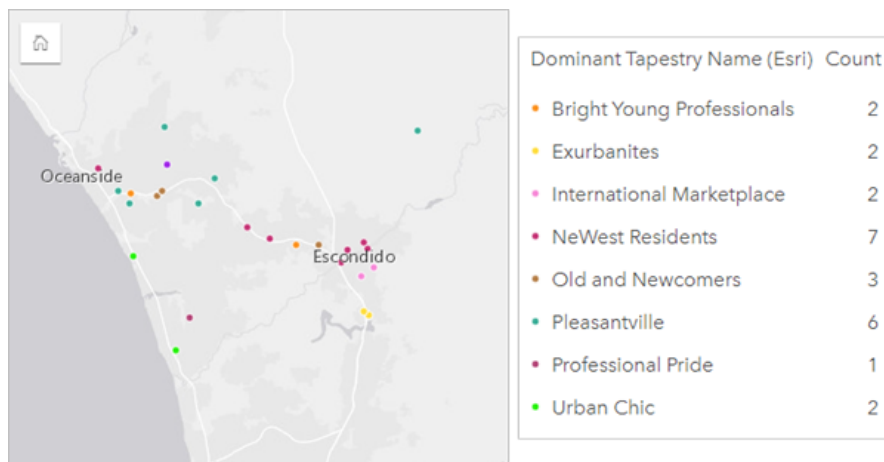 Oceanside
Escondido
Dominant Tapestry Name (Esri) Count
Bright Young Professionals 2
Exurbanites 2
International Marketplace 2
NeWest Residents 7
Old and Newcomers 3
Pleasantville 6
Professional Pride 1
Urban Chic 2